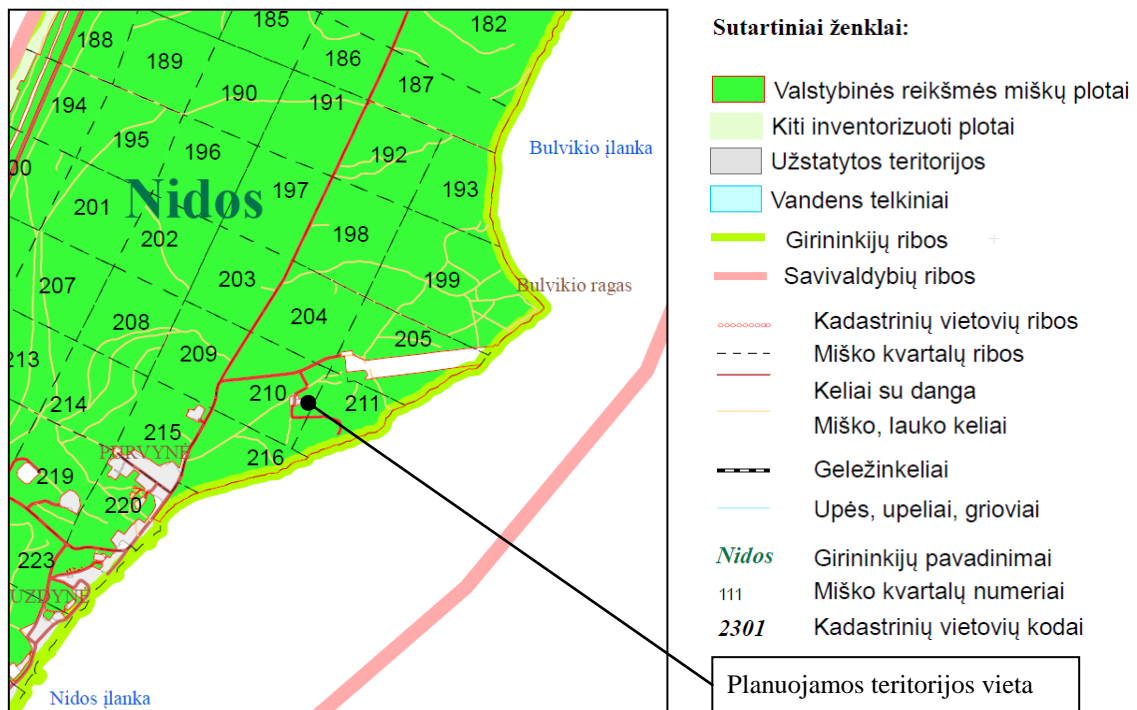 185
182
188
186
189
187
190
191
194
195
192
196
193
00
197
Nidos
201
198
202
199
203
207
204
208
205
213
209
210
211
214
215
PURVYNĖ
216
219
220
223
Bulvikio įlanka
Bulvikio ragas
Nidos įlanka
Sutartiniai ženklai:
Valstybinės reikšmės miškų plotai
Kiti inventorizuoti plotai
Užstatytos teritorijos
Vandens telkiniai
Girininkijų ribos
Savivaldybių ribos
Kadastrinių vietovių ribos
Miško kvartalų ribos
Keliai su danga
Miško, lauko keliai
Geležinkeliai
Upės, upeliai, grioviai
Nidos Girininkijų pavadinimai
111 Miško kvartalų numeriai
2301 Kadastrinių vietovių kodai
Planuojamos teritorijos vieta